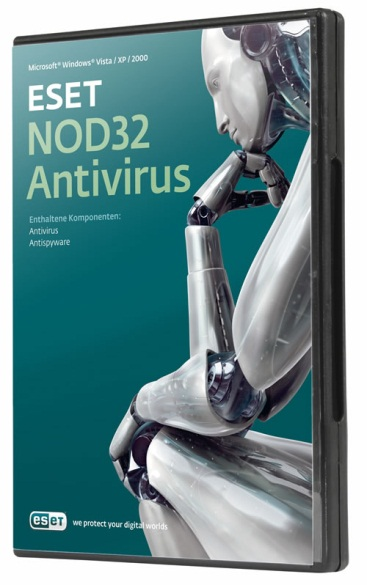 Microsoft® Windows® Vista / XP / 2000
ESET
NOD32
Antivirus
Enthaltene Komponenten:
Antivirus
Antispyware
eseT we protect your digital worlds